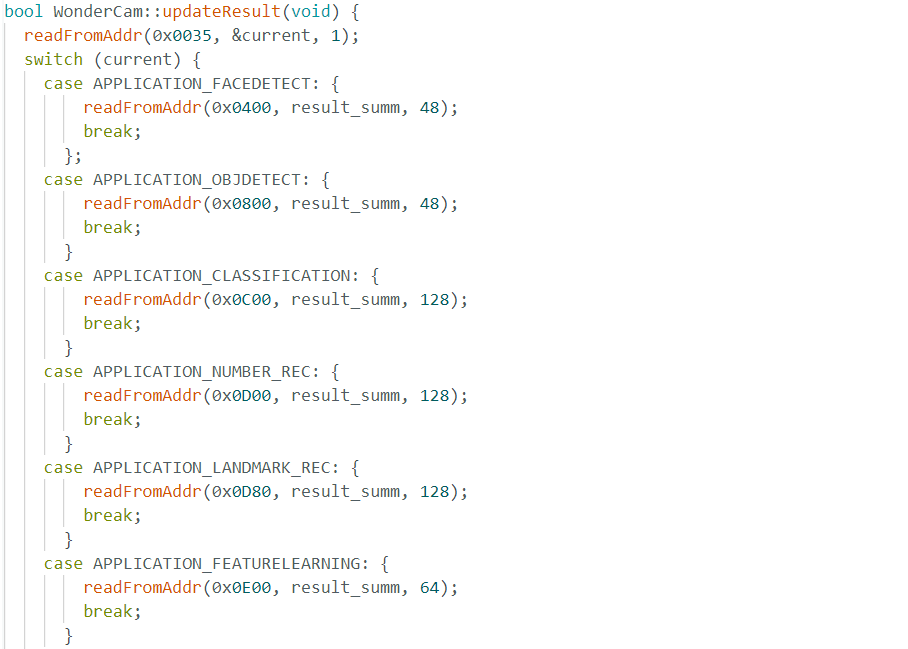 bool WonderCam::updateResult(void) {
  readFromAddr(0x0035, &current, 1);
  switch (current) {
    case APPLICATION_FACEDETECT: {
        readFromAddr(0x0400, result_summ, 48);
        break;
      };
    case APPLICATION_OBJDETECT: {
        readFromAddr(0x0800, result_summ, 48);
        break;
      }
    case APPLICATION_CLASSIFICATION: {
        readFromAddr(0x0C00, result_summ, 128);
        break;
      }
    case APPLICATION_NUMBER_REC: {
        readFromAddr(0x0D00, result_summ, 128);
        break;
      }
    case APPLICATION_LANDMARK_REC: {
        readFromAddr(0x0D80, result_summ, 128);
        break;
      }
    case APPLICATION_FEATURELEARNING: {
        readFromAddr(0x0E00, result_summ, 64);
        break;
      }